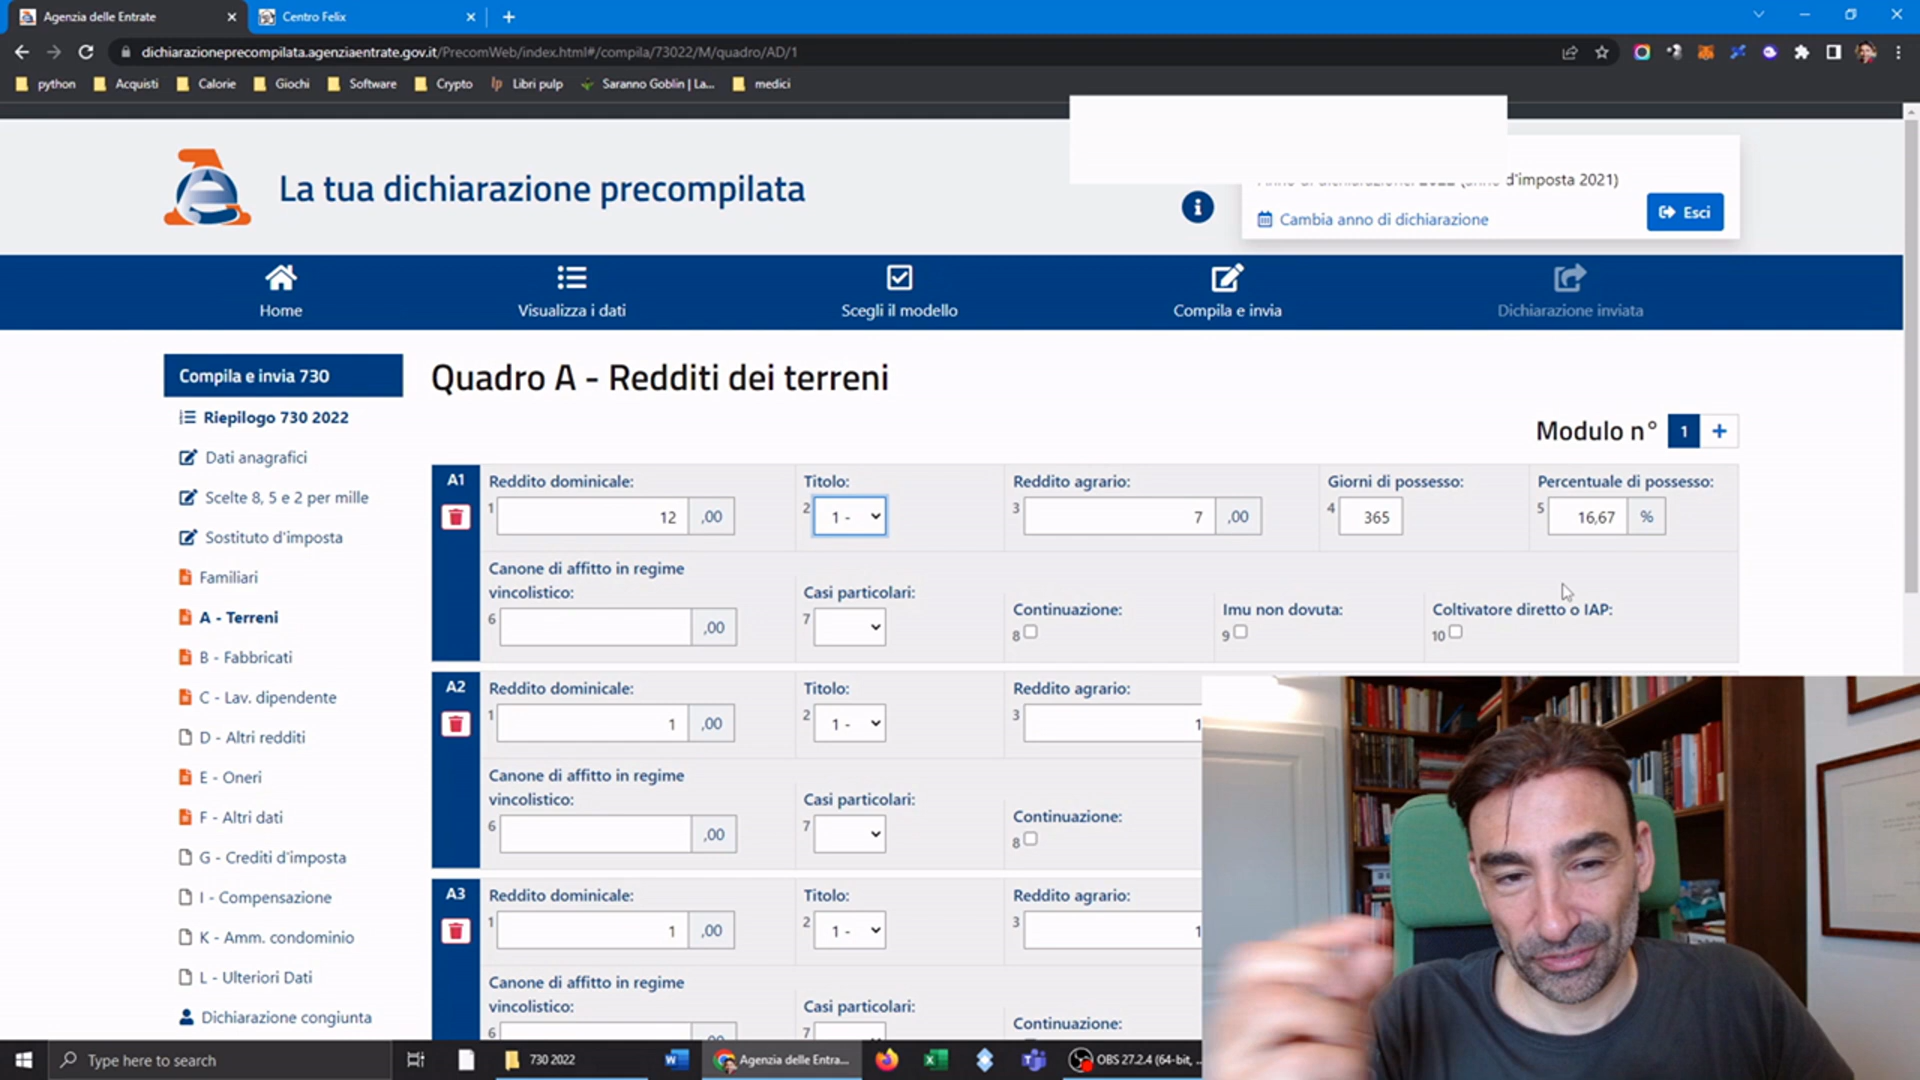 Agenzia delle Entrate
Centro Felix
dichiarazioneprecompilata.agenziaentrate.gov.it/PrecomWeb/index.html#/compila/73022/M/quadro/AD/1
python
Acquisti
Calorie
Giochi
Software
Crypto
lp Libri pulp
Saranno Goblin | La...
medici
La tua dichiarazione precompilata
d'imposta 2021)
Cambia anno di dichiarazione
Esci
Home
Visualizza i dati
Scegli il modello
Compila e invia
Dichiarazione inviata
Compila e invia 730
Riepilogo 730 2022
Dati anagrafici
Scelte 8, 5 e 2 per mille
Sostituto d'imposta
Familiari
A - Terreni
B - Fabbricati
C - Lav. dipendente
D - Altri redditi
E - Oneri
F - Altri dati
G - Crediti d'imposta
I - Compensazione
K - Amm. condominio
L - Ulteriori Dati
Dichiarazione congiunta
Quadro A - Redditi dei terreni
Modulo n° 1 +
A1
Reddito dominicale:
1 12 ,00
Titolo:
2 1 -
Reddito agrario:
3 7 ,00
Giorni di possesso:
4 365
Percentuale di possesso:
5 16,67 %
Canone di affitto in regime
vincolistico:
6 ,00
Casi particolari:
7
Continuazione:
8
Imu non dovuta:
9
Coltivatore diretto o IAP:
10
A2
Reddito dominicale:
1 1 ,00
Titolo:
2 1 -
Reddito agrario:
3 1
Canone di affitto in regime
vincolistico:
6 ,00
Casi particolari:
7
Continuazione:
8
A3
Reddito dominicale:
1 1 ,00
Titolo:
2 1 -
Reddito agrario:
3 1
Canone di affitto in regime
vincolistico:
6 ,00
Casi particolari:
7
Continuazione:
Type here to search
730 2022
Agenzia delle Entra...
OBS 27.2.4 (64-bit, ...